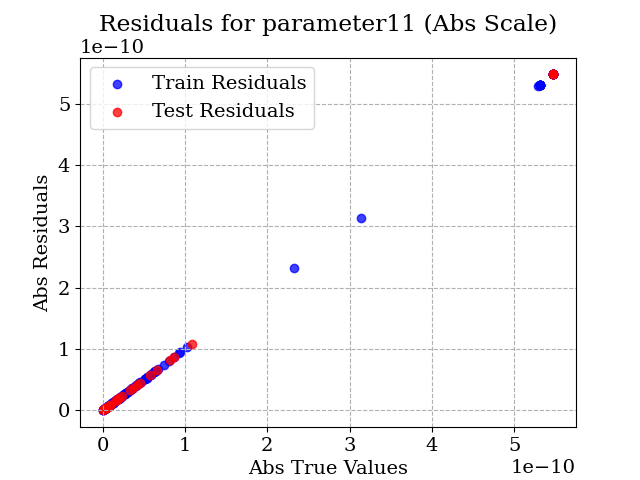 Residuals for parameter11 (Abs Scale)
1e−10
Train Residuals
Test Residuals
Abs Residuals
5
4
3
2
1
0
0 1 2 3 4 5
Abs True Values
1e−10